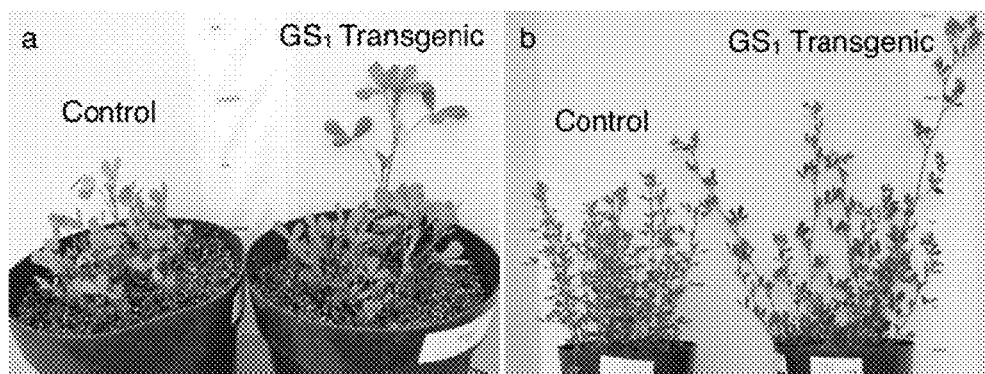 a
GS₁ Transgenic
Control
b
GS₁ Transgenic
Control